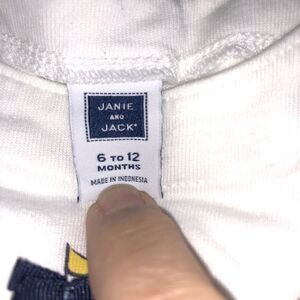 JANIE
AND
JACK®
6 TO 12
MONTHS
MADE IN INDONESIA